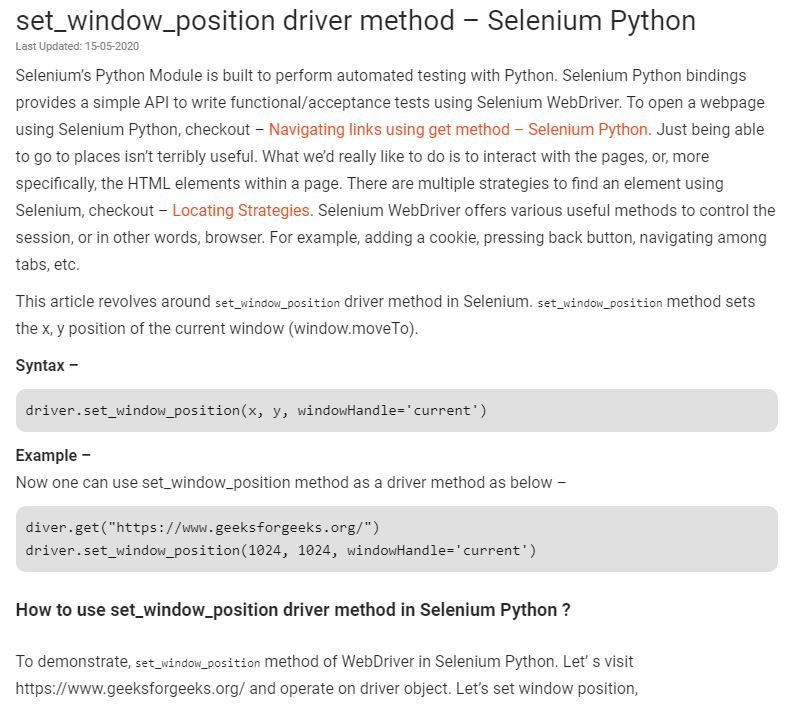 set_window_position driver method – Selenium Python
Last Updated: 15-05-2020
Selenium’s Python Module is built to perform automated testing with Python. Selenium Python bindings
provides a simple API to write functional/acceptance tests using Selenium WebDriver. To open a webpage
using Selenium Python, checkout – Navigating links using get method – Selenium Python. Just being able
to go to places isn’t terribly useful. What we’d really like to do is to interact with the pages, or, more
specifically, the HTML elements within a page. There are multiple strategies to find an element using
Selenium, checkout – Locating Strategies. Selenium WebDriver offers various useful methods to control the
session, or in other words, browser. For example, adding a cookie, pressing back button, navigating among
tabs, etc.
This article revolves around set_window_position driver method in Selenium. set_window_position method sets
the x, y position of the current window (window.moveTo).
Syntax –
driver.set_window_position(x, y, windowHandle='current')
Example –
Now one can use set_window_position method as a driver method as below –
diver.get("https://www.geeksforgeeks.org/")
driver.set_window_position(1024, 1024, windowHandle='current')
How to use set_window_position driver method in Selenium Python ?
To demonstrate, set_window_position method of WebDriver in Selenium Python. Let’ s visit
https://www.geeksforgeeks.org/ and operate on driver object. Let’s set window position,